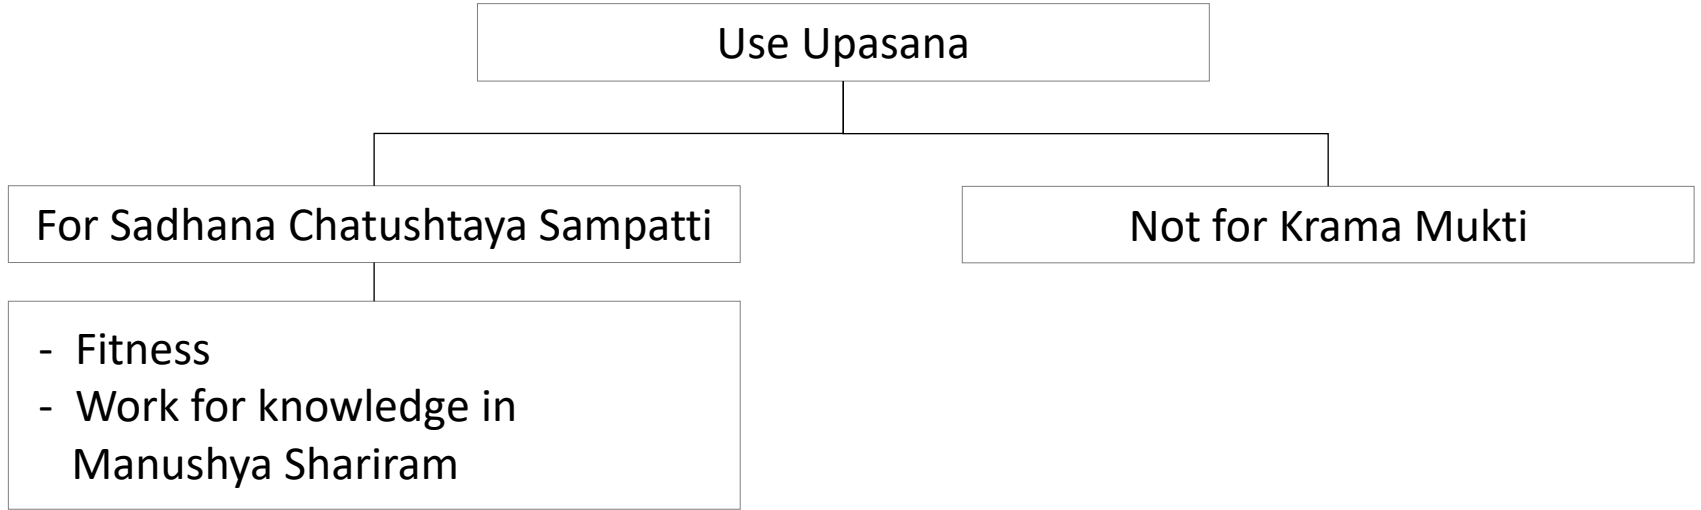 Use Upasana
For Sadhana Chatushtaya Sampatti
Not for Krama Mukti
- Fitness
- Work for knowledge in
Manushya Shariram